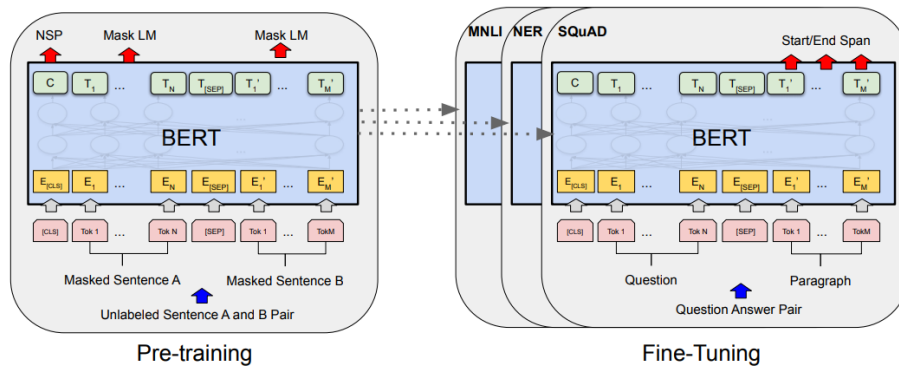 NSP Mask LM Mask LM
C T1 ... TN T[SEP] T1' ... TM'
BERT
E[CLS] E1 ... EN E[SEP] E1' ... EM'
[CLS] Tok 1 ... Tok N [SEP] Tok 1 ... TokM
Masked Sentence A Masked Sentence B
Unlabeled Sentence A and B Pair
Pre-training
MNLI NER SQuAD
Start/End Span
C T1 ... TN T[SEP] T1' ... TM'
BERT
E[CLS] E1 ... EN E[SEP] E1' ... EM'
[CLS] Tok 1 ... Tok N [SEP] Tok 1 ... TokM
Question Paragraph
Question Answer Pair
Fine-Tuning